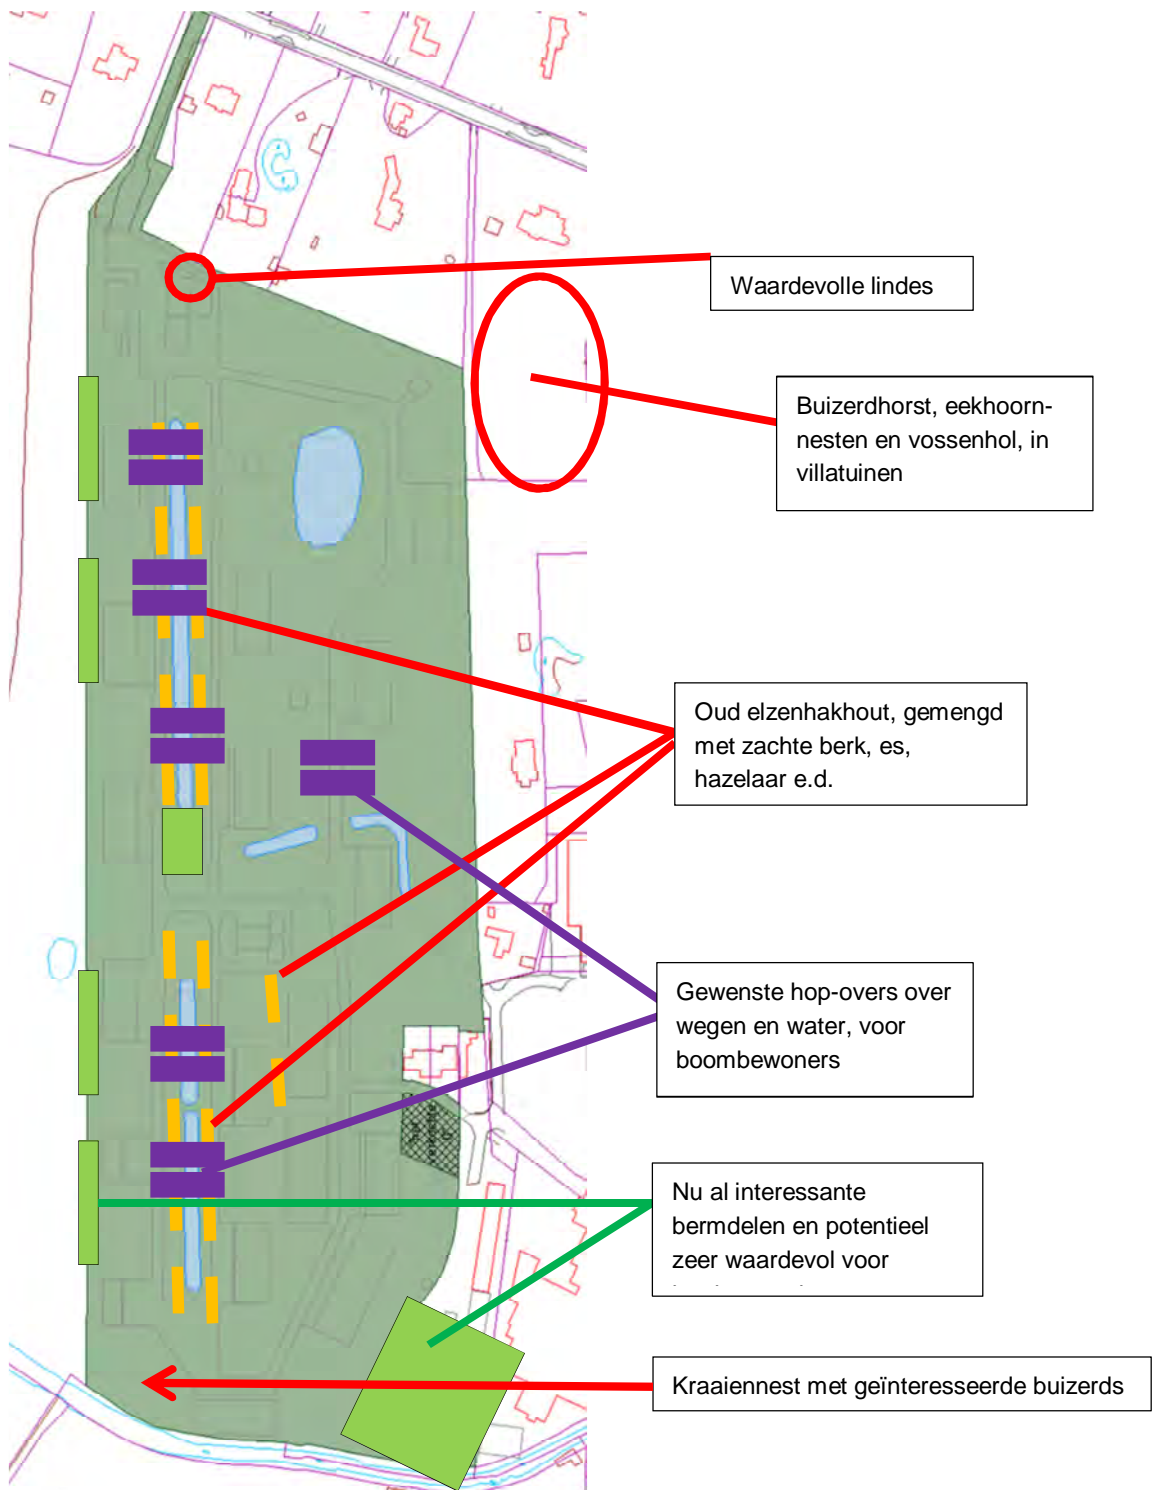 Waardevolle lindes
Buizerdhorst, eekhoorn-
nesten en vossenhol, in
villatuinen
Oud elzenhakhout, gemengd
met zachte berk, es,
hazelaar e.d.
Gewenste hop-overs over
wegen en water, voor
boombewoners
Nu al interessante
bermdelen en potentieel
zeer waardevol voor
Kraaiennest met geïnteresseerde buizerds